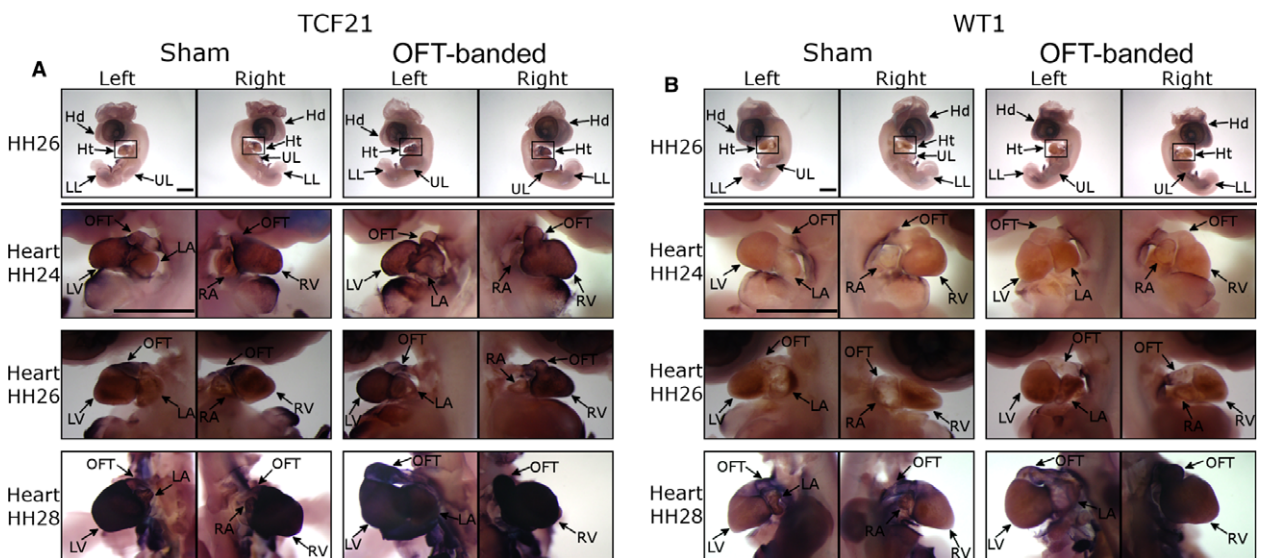 TCF21
WT1
Sham
OFT-banded
Sham
OFT-banded
A
Left
Right
Left
Right
B
Left
Right
Left
Right
HH26
Hd
Ht
LL
UL
Hd
Ht
UL
LL
Hd
Ht
LL
UL
Hd
Ht
UL
LL
HH26
Hd
Ht
LL
UL
Hd
Ht
UL
LL
Hd
Ht
LL
UL
Hd
Ht
UL
LL
Heart
HH24
OFT
LA
LV
OFT
RA
RV
OFT
LV
LA
OFT
RA
RV
Heart
HH24
OFT
LV
LA
OFT
RA
RV
OFT
LV
LA
OFT
RA
RV
Heart
HH26
OFT
LV
LA
OFT
RA
RV
OFT
LV
LA
RA
OFT
RV
Heart
HH26
OFT
LV
LA
OFT
RA
RV
OFT
LV
LA
OFT
RA
RV
Heart
HH28
OFT
LA
LV
OFT
RA
RV
OFT
LA
LV
OFT
RV
Heart
HH28
OFT
LA
LV
OFT
RA
RV
OFT
LA
LV
OFT
RV